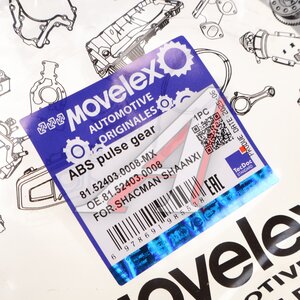 MOVELEX
AUTOMOTIVE
ORIGINALES
ABS pulse gear
81.52403.0008-MX
OE 81.52403.0008
FOR SHACMAN SHAANXI
1PC
TecDoc
EAC
MOVELEX
AUTOMOTIVE